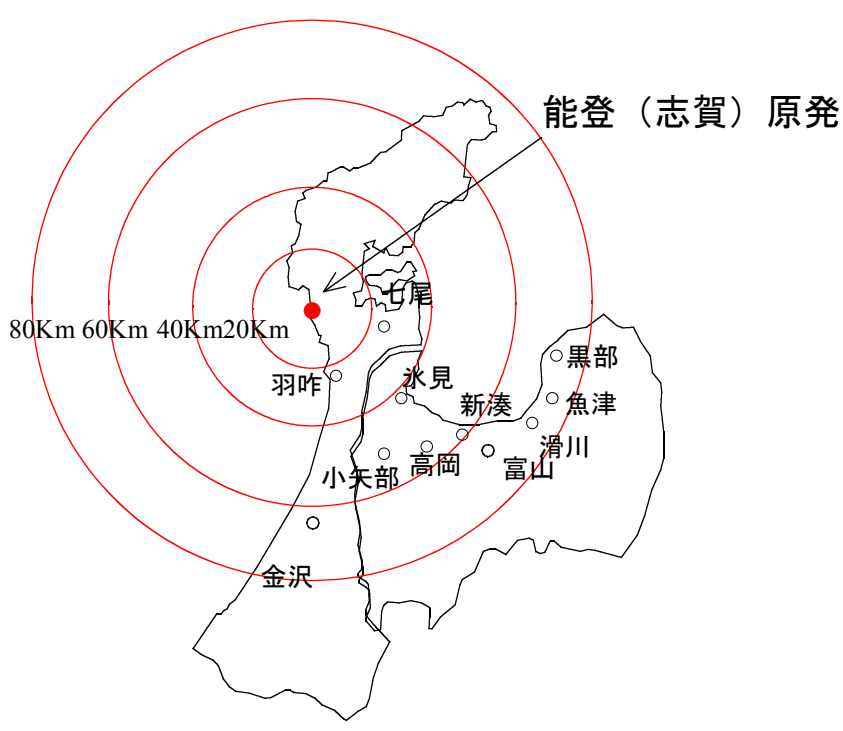 能登（志賀）原発
七尾
80Km 60Km 40Km20Km
黒部
羽咋
氷見
新湊
魚津
滑川
小矢部
高岡
富山
金沢